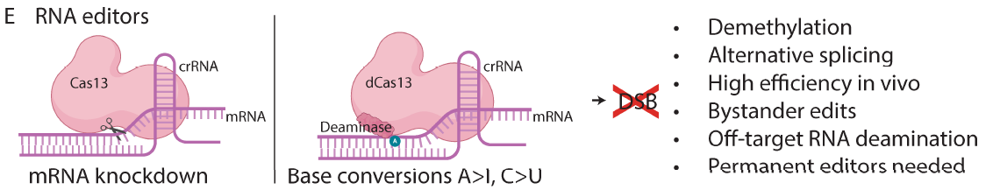 E RNA editors
Cas13
crRNA
mRNA
mRNA knockdown
dCas13
crRNA
mRNA
Deaminase
A
Base conversions A>I, C>U
DSB
• Demethylation
• Alternative splicing
• High efficiency in vivo
• Bystander edits
• Off-target RNA deamination
• Permanent editors needed